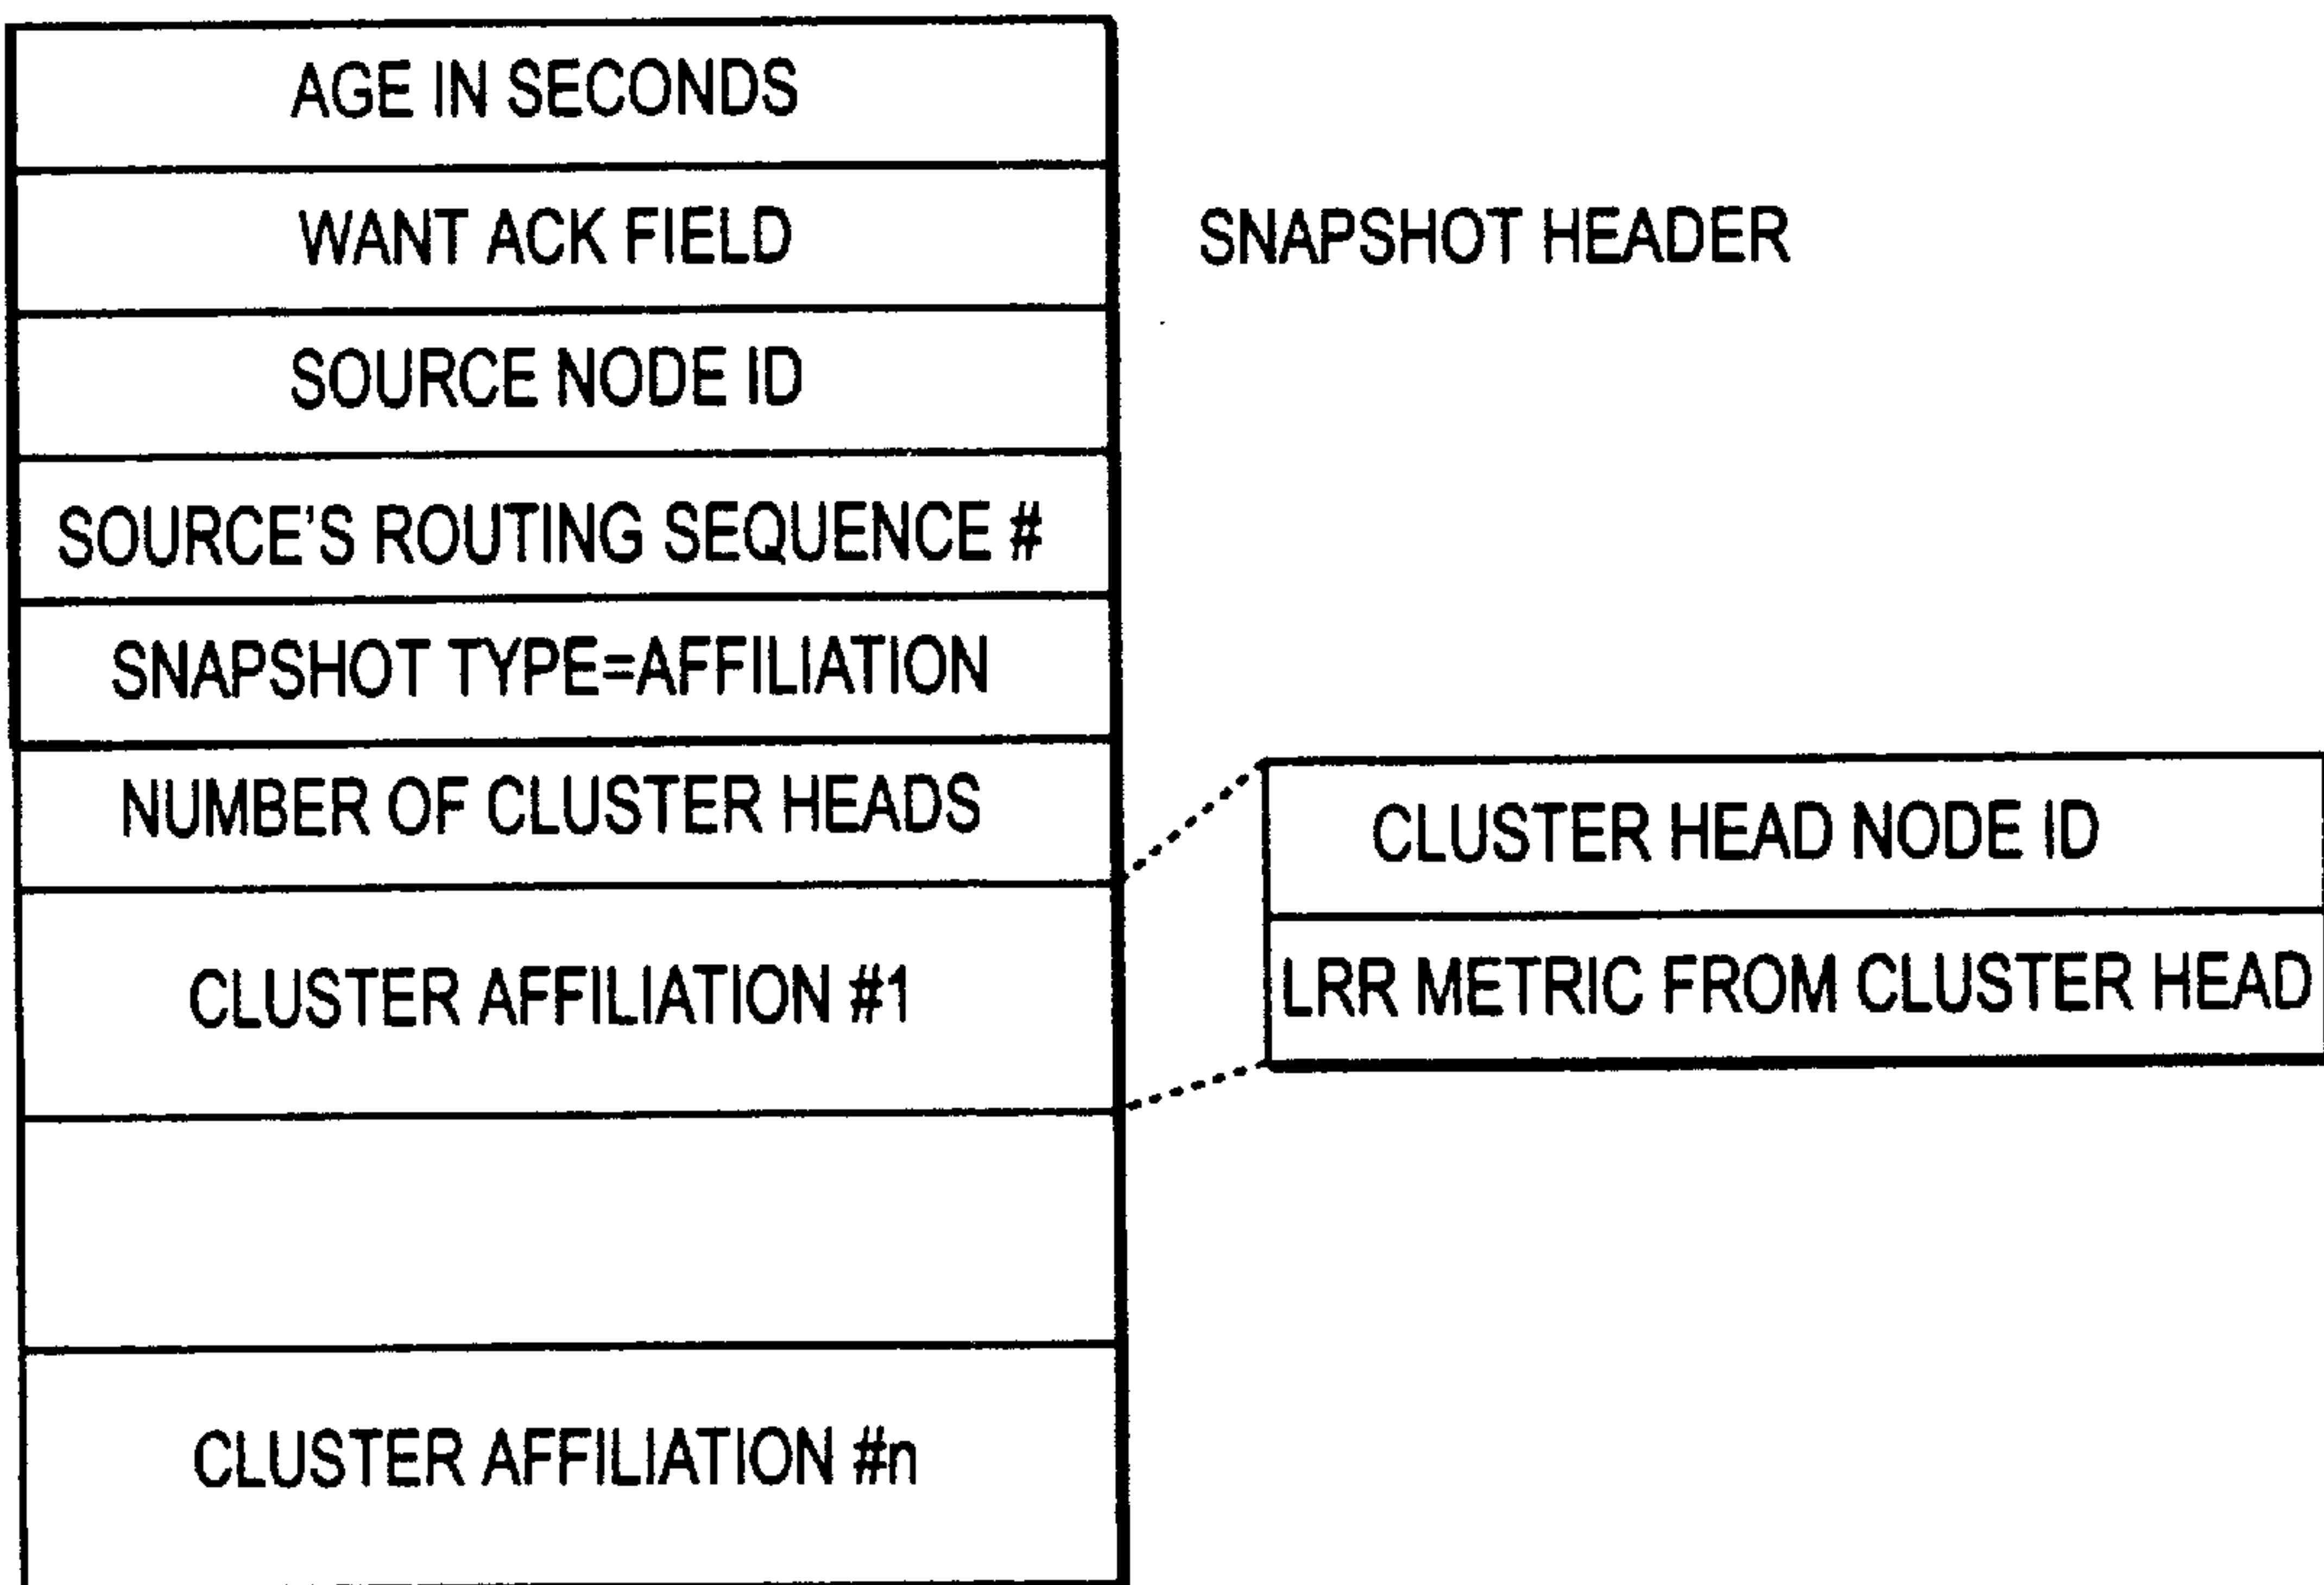 AGE IN SECONDS
WANT ACK FIELD
SNAPSHOT HEADER
SOURCE NODE ID
SOURCE'S ROUTING SEQUENCE #
SNAPSHOT TYPE=AFFILIATION
NUMBER OF CLUSTER HEADS
CLUSTER HEAD NODE ID
LRR METRIC FROM CLUSTER HEAD
CLUSTER AFFILIATION #1
CLUSTER AFFILIATION #n